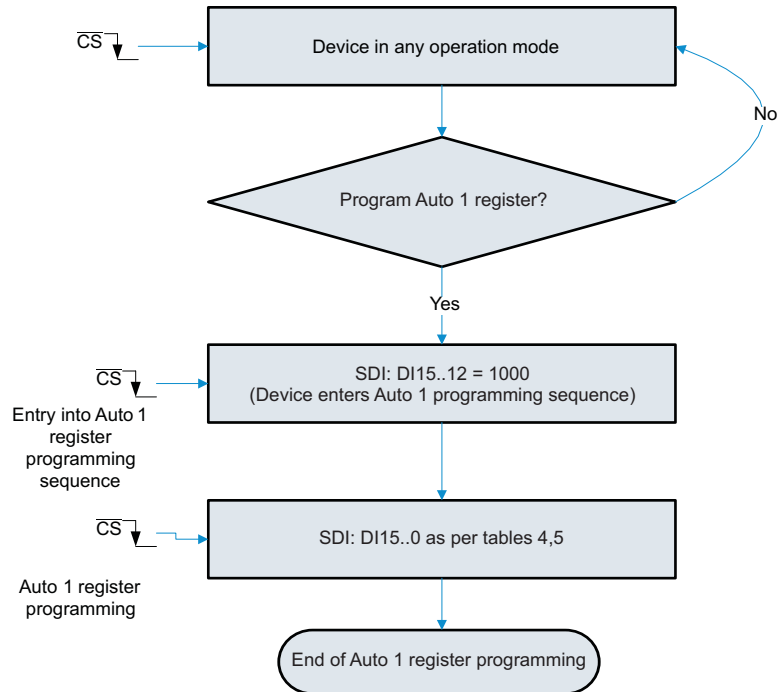 CS
Device in any operation mode
No
Program Auto 1 register?
Yes
CS
SDI: DI15..12 = 1000
(Device enters Auto 1 programming sequence)
Entry into Auto 1
register
programming
sequence
CS
SDI: DI15..0 as per tables 4,5
Auto 1 register
programming
End of Auto 1 register programming